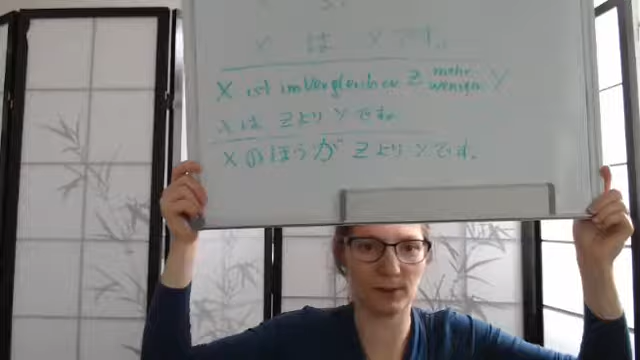 X は Y です。
X ist im Vergleich zu Z mehr weniger Y
X は Z より Y です。
X のほうが Z より Y です。